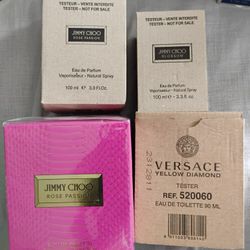 TESTEUR - VENTE INTERDITE
TESTER - NOT FOR SALE
JIMMY CHOO
ROSE PASSION
Eau de Parfum
Vaporisateur - Natural Spray
100 ml e 3.3 FL.OZ.
TESTEUR - VENTE INTERDITE
TESTER - NOT FOR SALE
JIMMY CHOO
BLOSSOM
Eau de Parfum
Vaporisateur - Natural Spray
100 ml e - 3.3 fl.oz
JIMMY CHOO
ROSE PASSION
2312911
VERSACE
YELLOW DIAMOND
TESTER
REF. 520060
EAU DE TOILETTE 90 ML